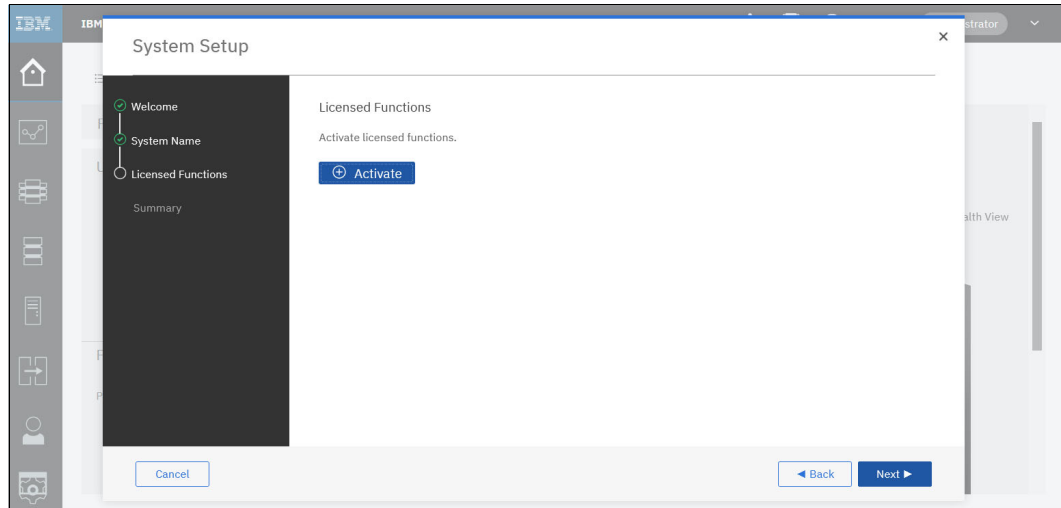 IBM
IBM
strator
System Setup
Welcome
System Name
Licensed Functions
Summary
Licensed Functions
Activate licensed functions.
Activate
alth View
Cancel
◄ Back
Next ►